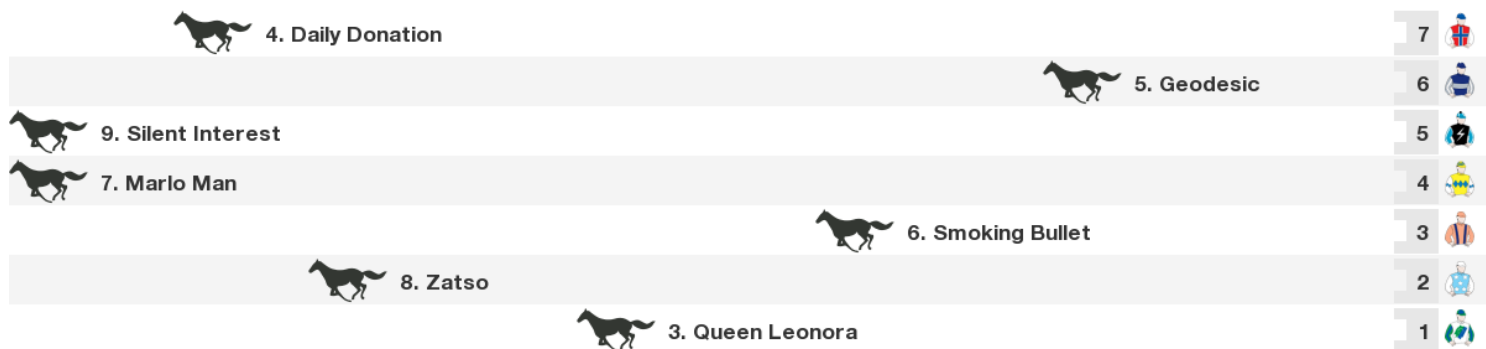 4. Daily Donation 7
5. Geodesic 6
9. Silent Interest 5
7. Marlo Man 4
6. Smoking Bullet 3
8. Zatso 2
3. Queen Leonora 1